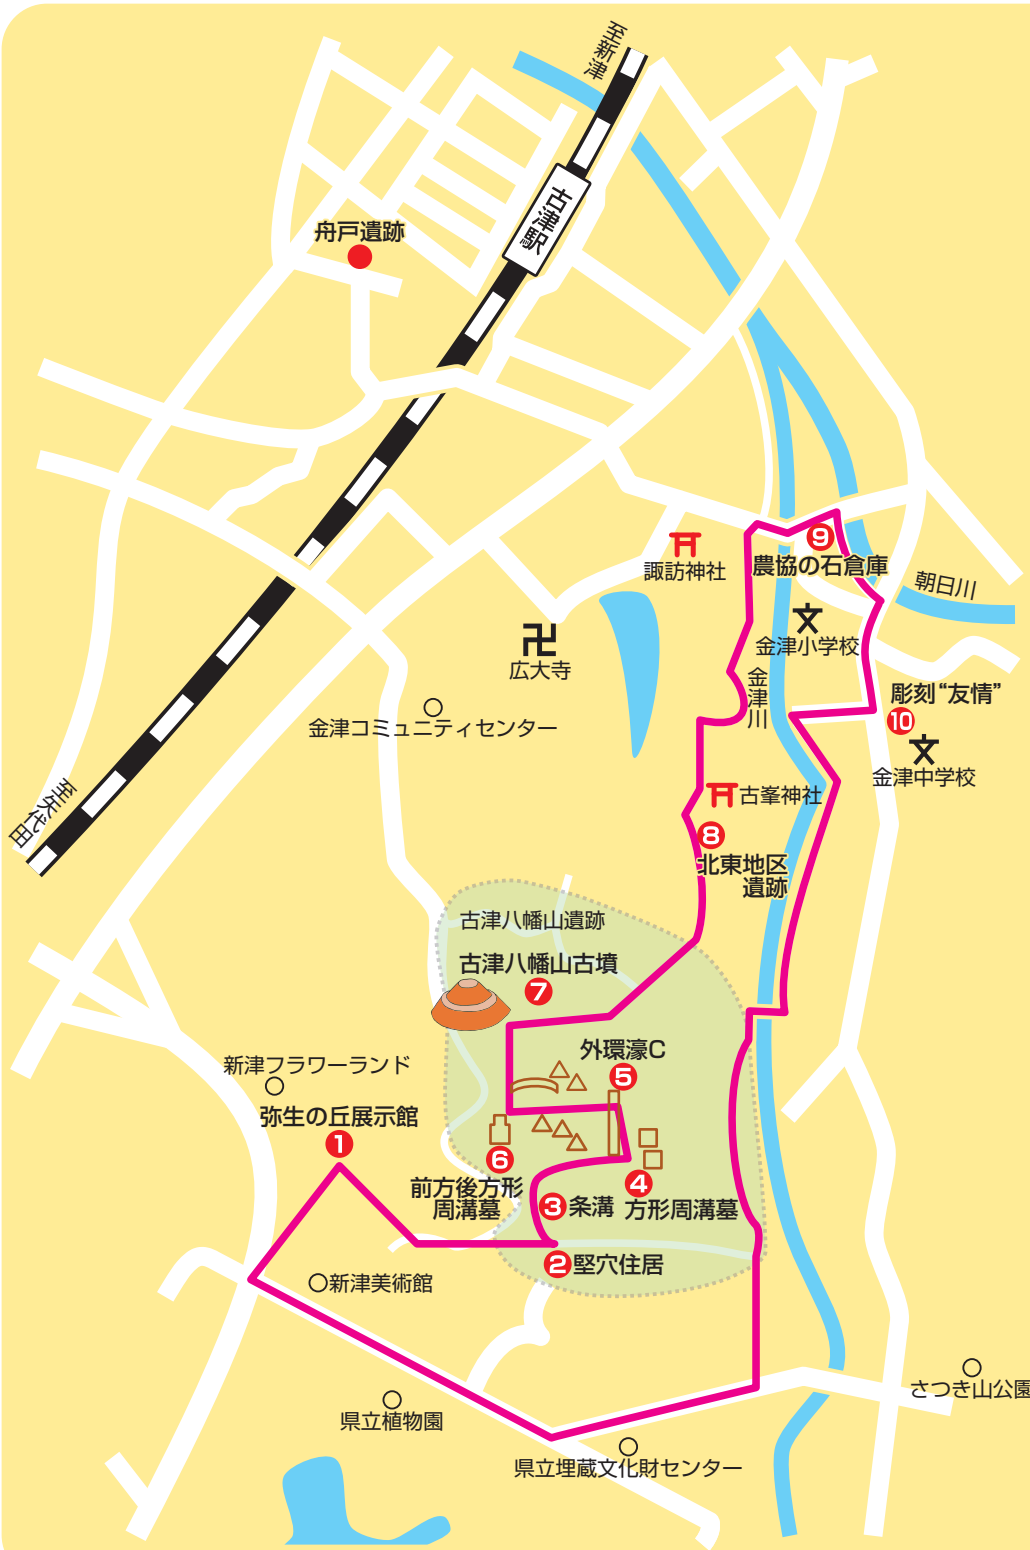 至新津
古津駅
舟戸遺跡
諏訪神社
9
農協の石倉庫
朝日川
金津小学校
広大寺
金津川
彫刻“友情”
10
金津中学校
金津コミュニティセンター
至矢代田
古峯神社
8
北東地区
遺跡
古津八幡山遺跡
古津八幡山古墳
7
外環濠C
5
新津フラワーランド
弥生の丘展示館
1
6
前方後方形
周溝墓
4
方形周溝墓
3
条溝
2
竪穴住居
新津美術館
さつき山公園
県立植物園
県立埋蔵文化財センター